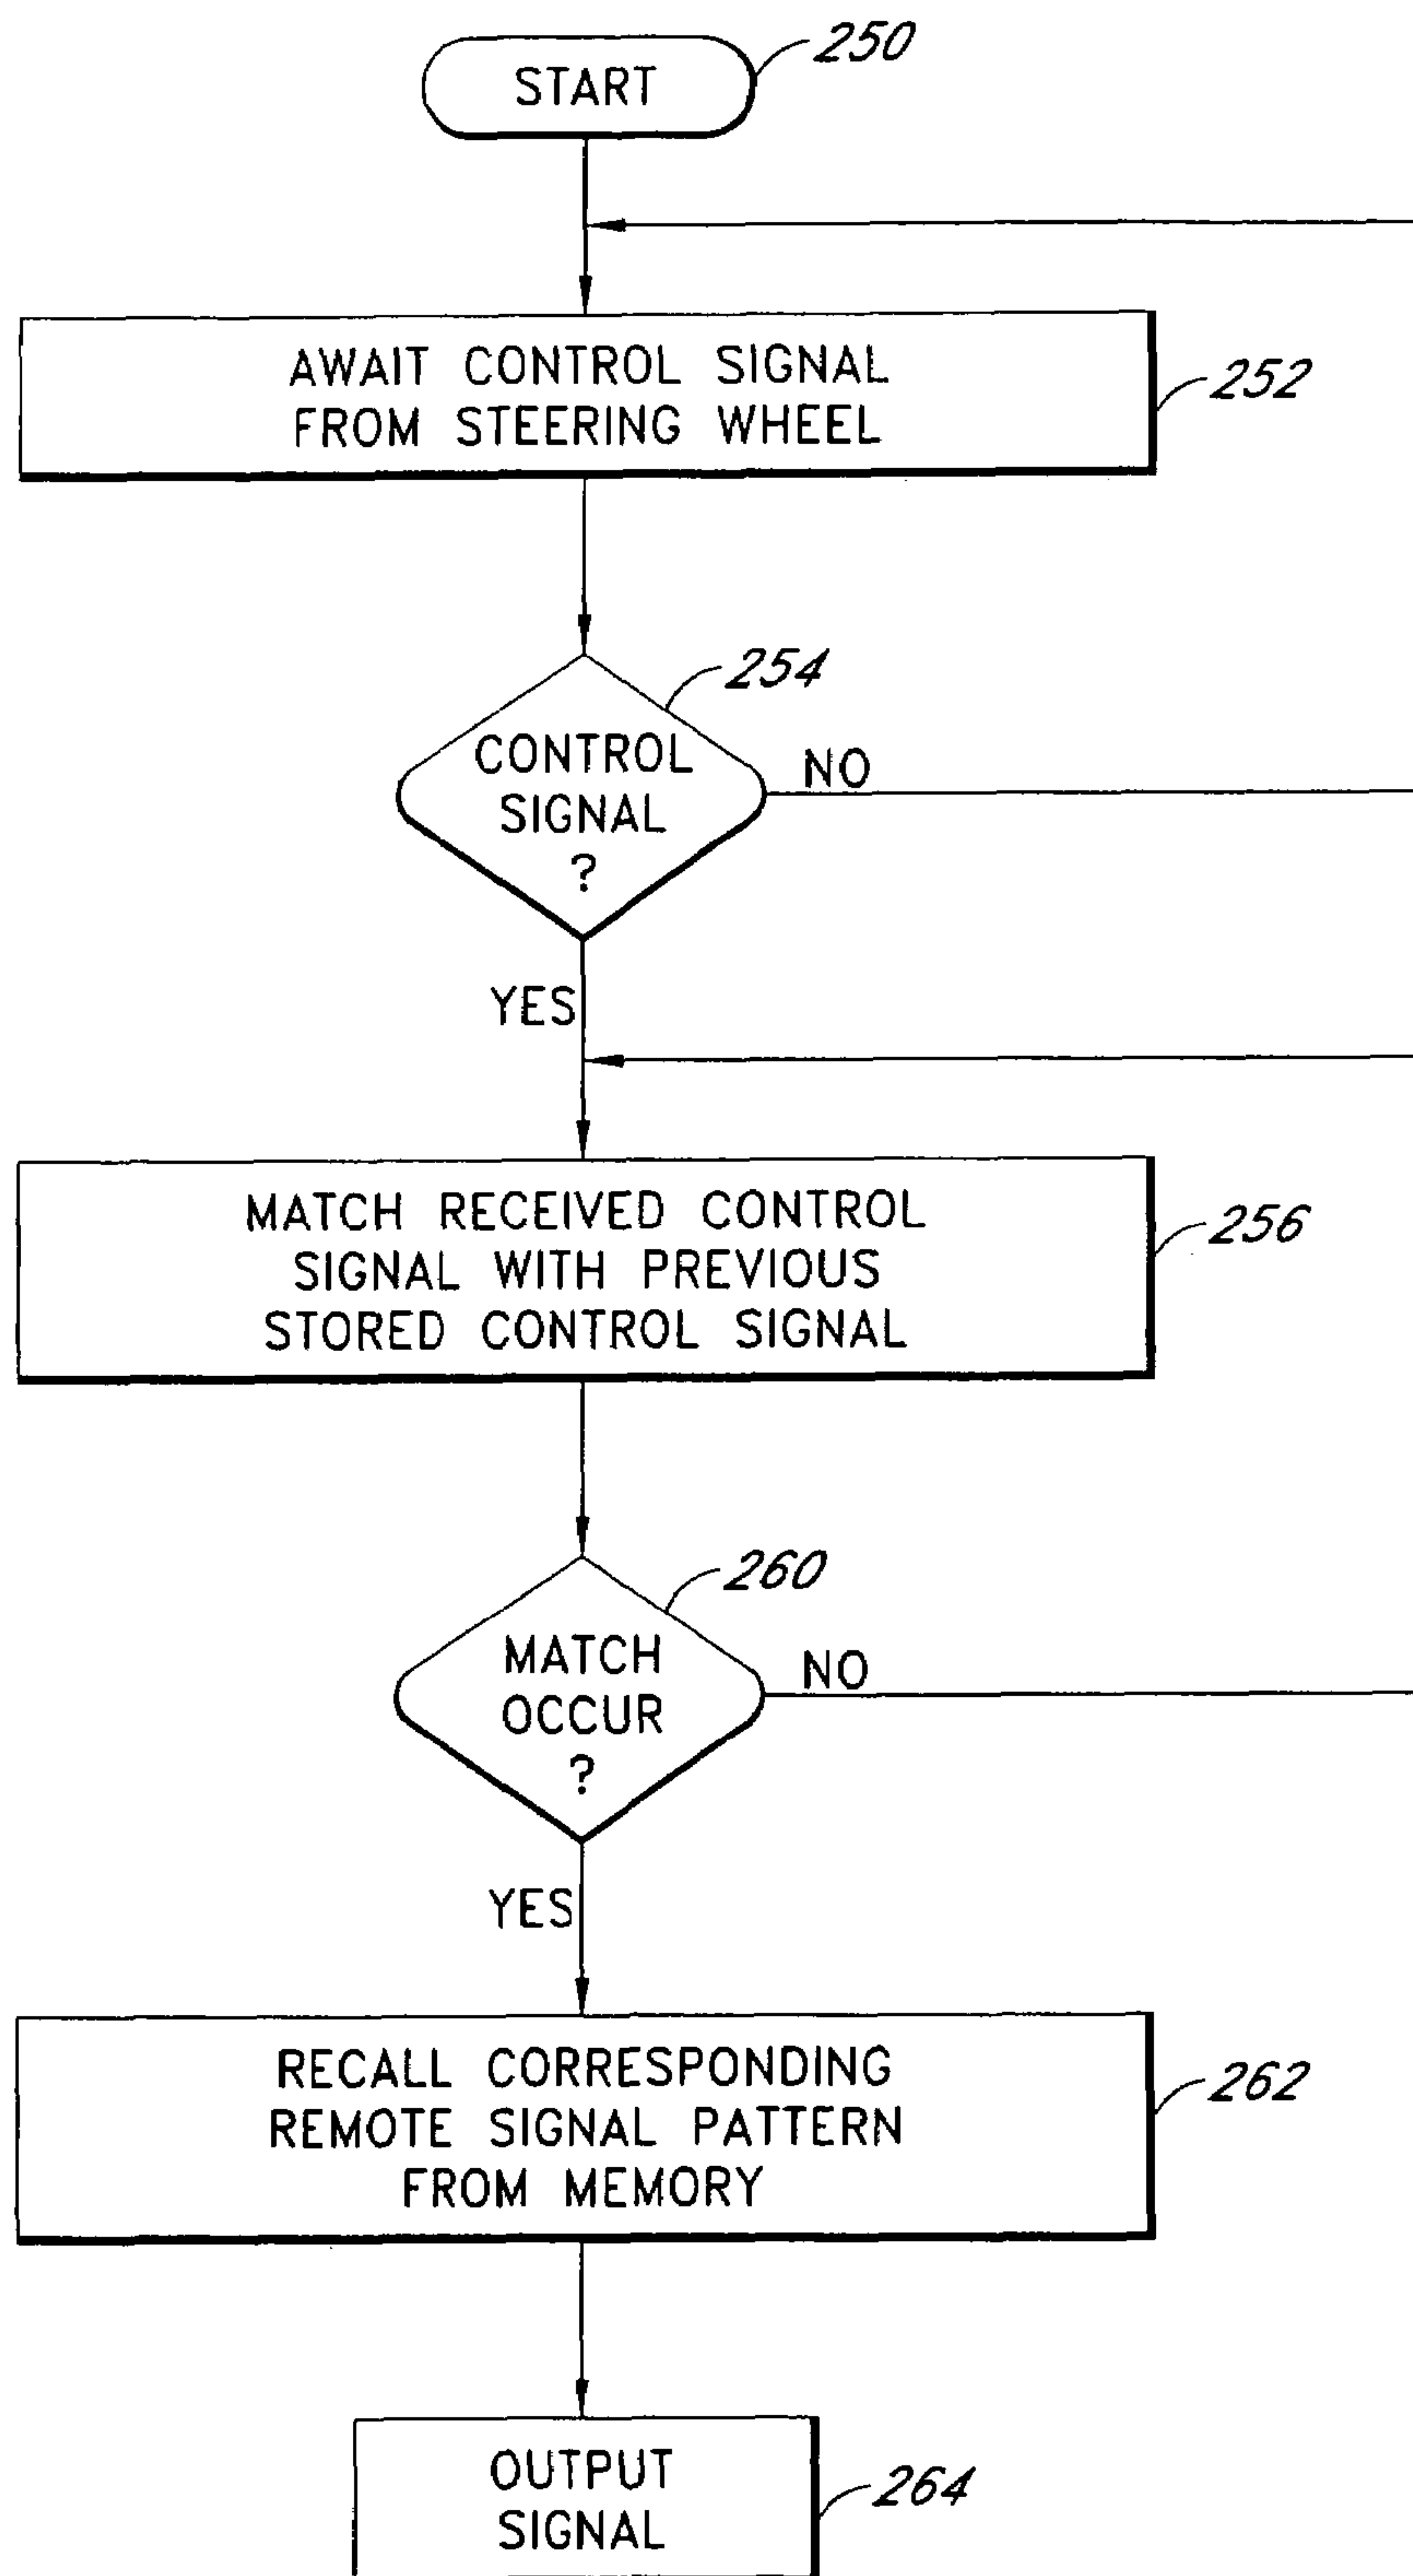 START
250
AWAIT CONTROL SIGNAL
FROM STEERING WHEEL
252
254
CONTROL
SIGNAL
?
NO
YES
MATCH RECEIVED CONTROL
SIGNAL WITH PREVIOUS
STORED CONTROL SIGNAL
256
260
MATCH
OCCUR
?
NO
YES
RECALL CORRESPONDING
REMOTE SIGNAL PATTERN
FROM MEMORY
262
OUTPUT
SIGNAL
264